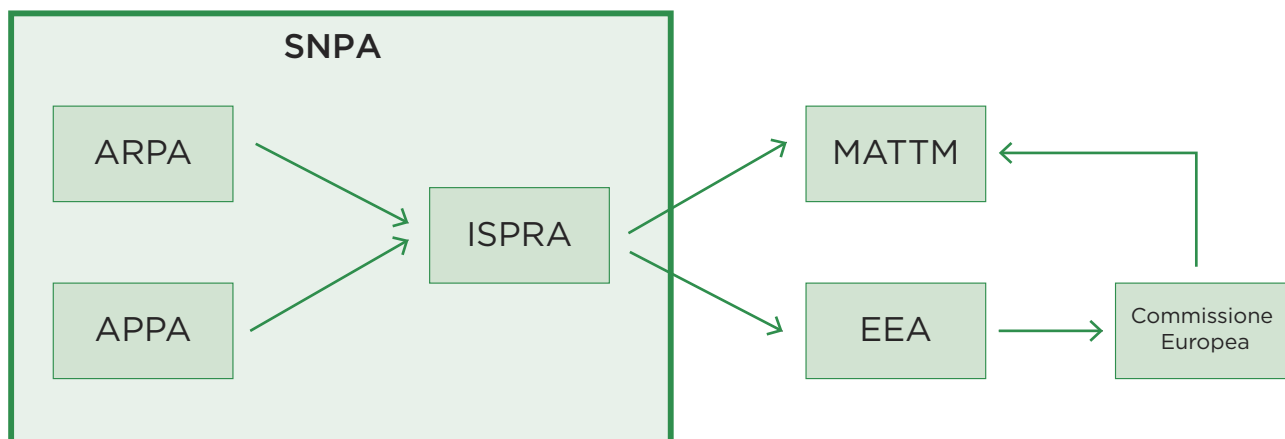 SNPA
ARPA
MATTM
ISPRA
APPA
EEA
Commissione
Europea